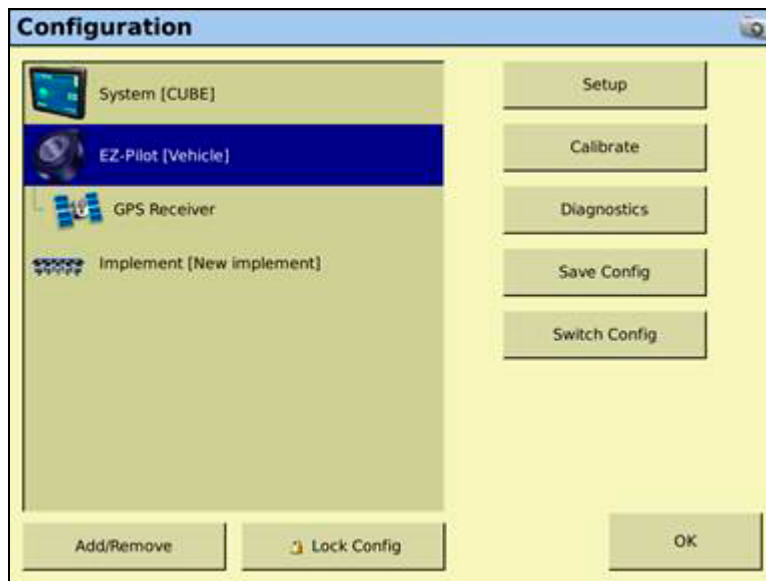 Configuration
System [CUBE]
EZ-Pilot [Vehicle]
GPS Receiver
Implement [New implement]
Setup
Calibrate
Diagnostics
Save Config
Switch Config
Add/Remove
Lock Config
OK